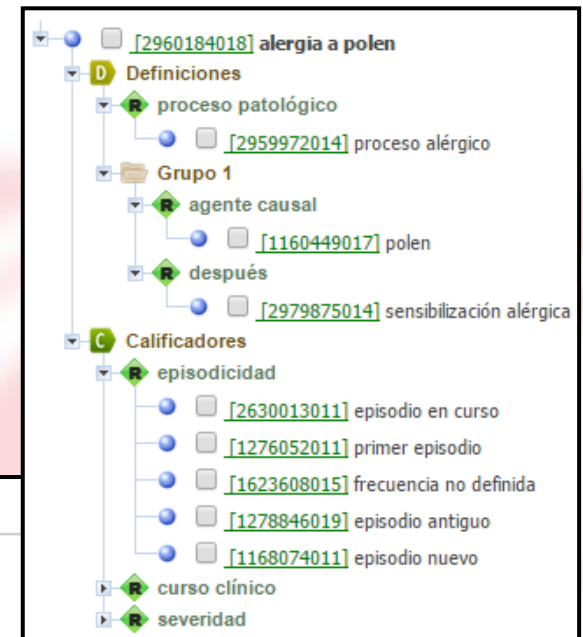 [2960184018] alergia a polen
D Definiciones
R proceso patológico
[2959972014] proceso alérgico
Grupo 1
R agente causal
[1160449017] polen
R después
[2979875014] sensibilización alérgica
C Calificadores
R episodicidad
[2630013011] episodio en curso
[1276052011] primer episodio
[1623608015] frecuencia no definida
[1278846019] episodio antiguo
[1168074011] episodio nuevo
R curso clínico
R severidad